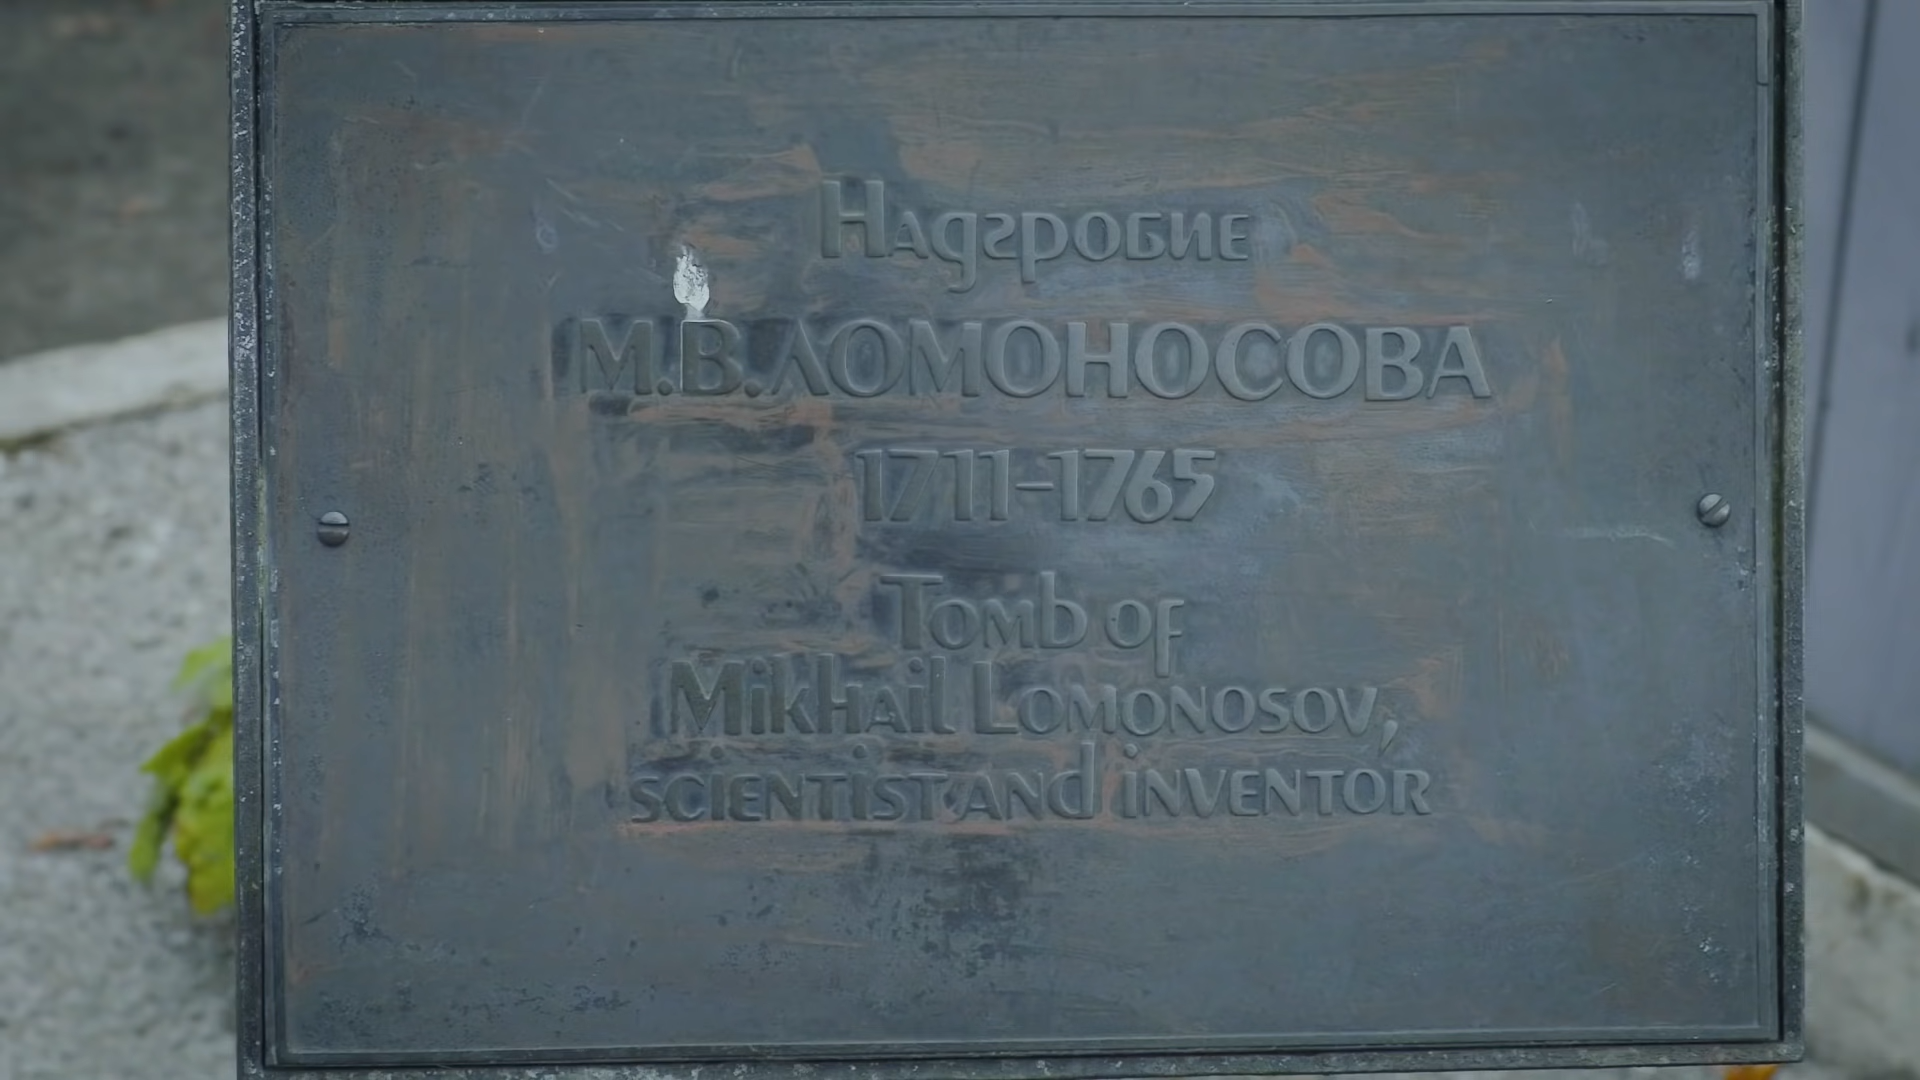 Надгробие
М.В.ЛОМОНОСОВА
1711-1765
Tomb of
Mikhail Lomonosov,
scientist and inventor